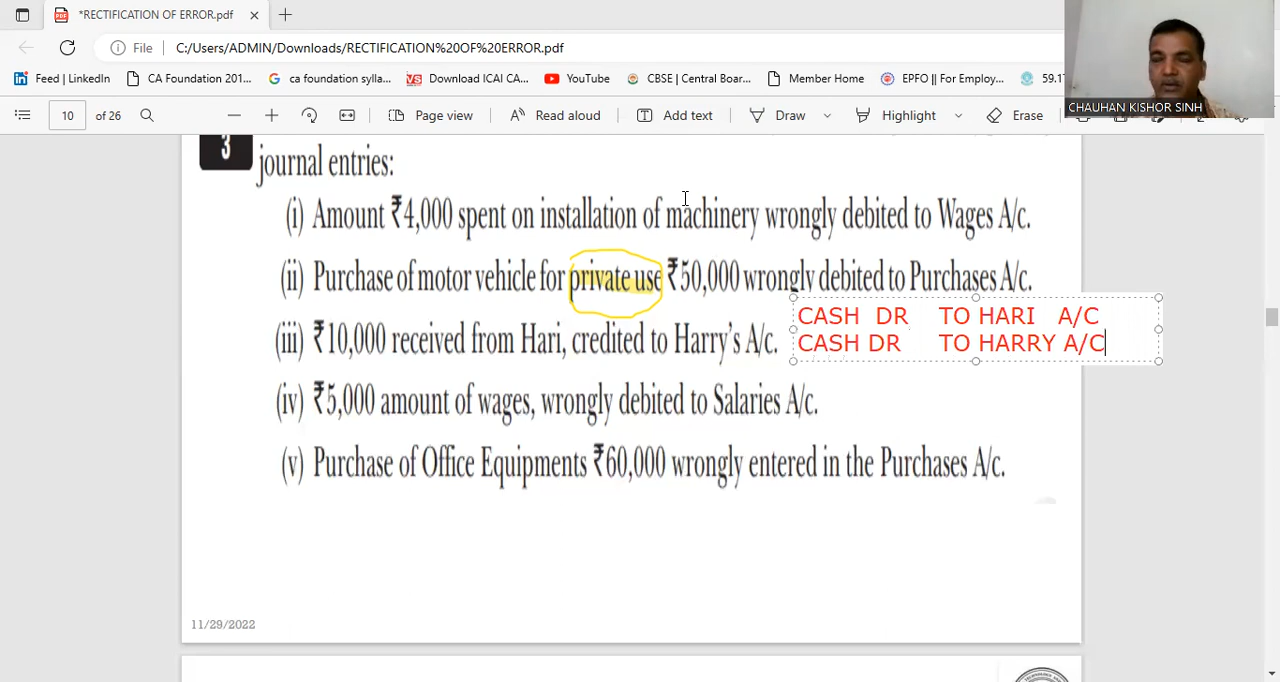 *RECTIFICATION OF ERROR.pdf
File C:/Users/ADMIN/Downloads/RECTIFICATION%20OF%20ERROR.pdf
Feed | LinkedIn CA Foundation 201... ca foundation sylla... Download ICAI CA... YouTube CBSE | Central Boar... Member Home EPFO || For Employ... 59.17
CHAUHAN KISHOR SINH
10 of 26 Page view Read aloud Add text Draw Highlight Erase
3 journal entries:
(i) Amount ₹4,000 spent on installation of machinery wrongly debited to Wages A/c.
(ii) Purchase of motor vehicle for private use ₹50,000 wrongly debited to Purchases A/c.
CASH DR TO HARI A/C
(iii) ₹10,000 received from Hari, credited to Harry's A/c.
CASH DR TO HARRY A/C
(iv) ₹5,000 amount of wages, wrongly debited to Salaries A/c.
(v) Purchase of Office Equipments ₹60,000 wrongly entered in the Purchases A/c.
11/29/2022